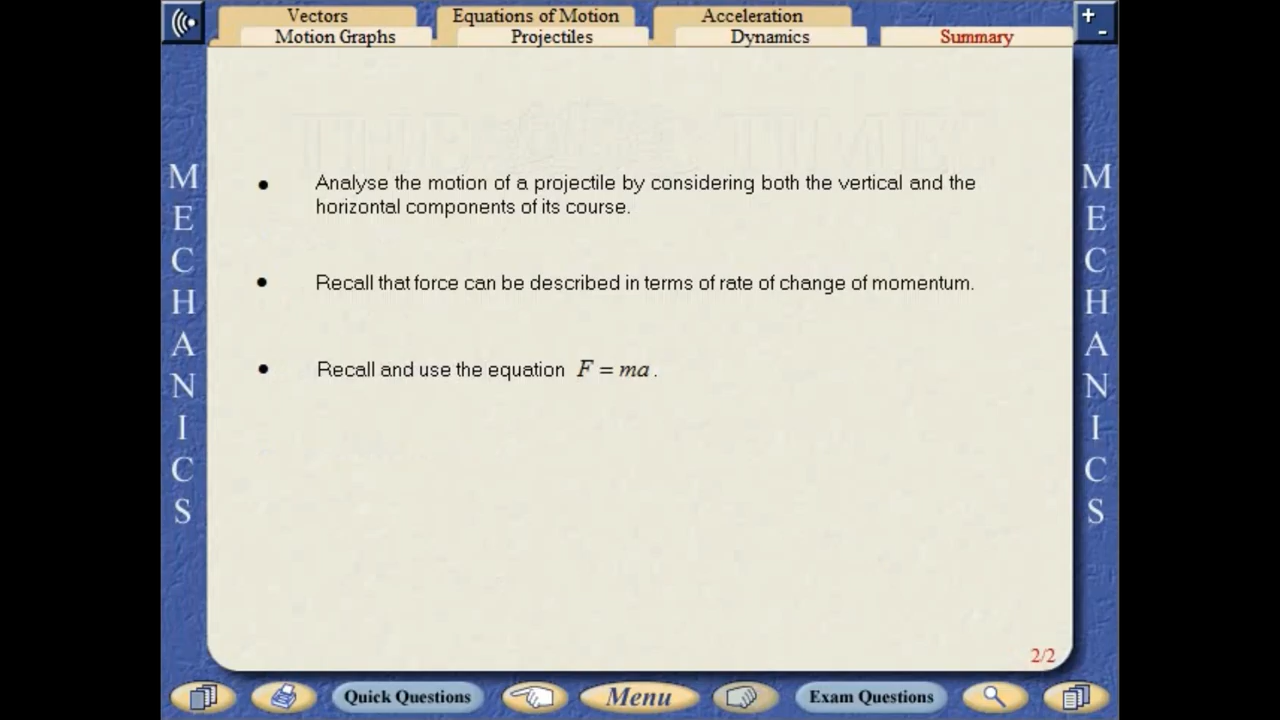 Vectors
Equations of Motion
Acceleration
Motion Graphs
Projectiles
Dynamics
Summary
+
-
MECHANICS
MECHANICS
• Analyse the motion of a projectile by considering both the vertical and the
horizontal components of its course.
• Recall that force can be described in terms of rate of change of momentum.
• Recall and use the equation F = ma.
2/2
Quick Questions
Menu
Exam Questions